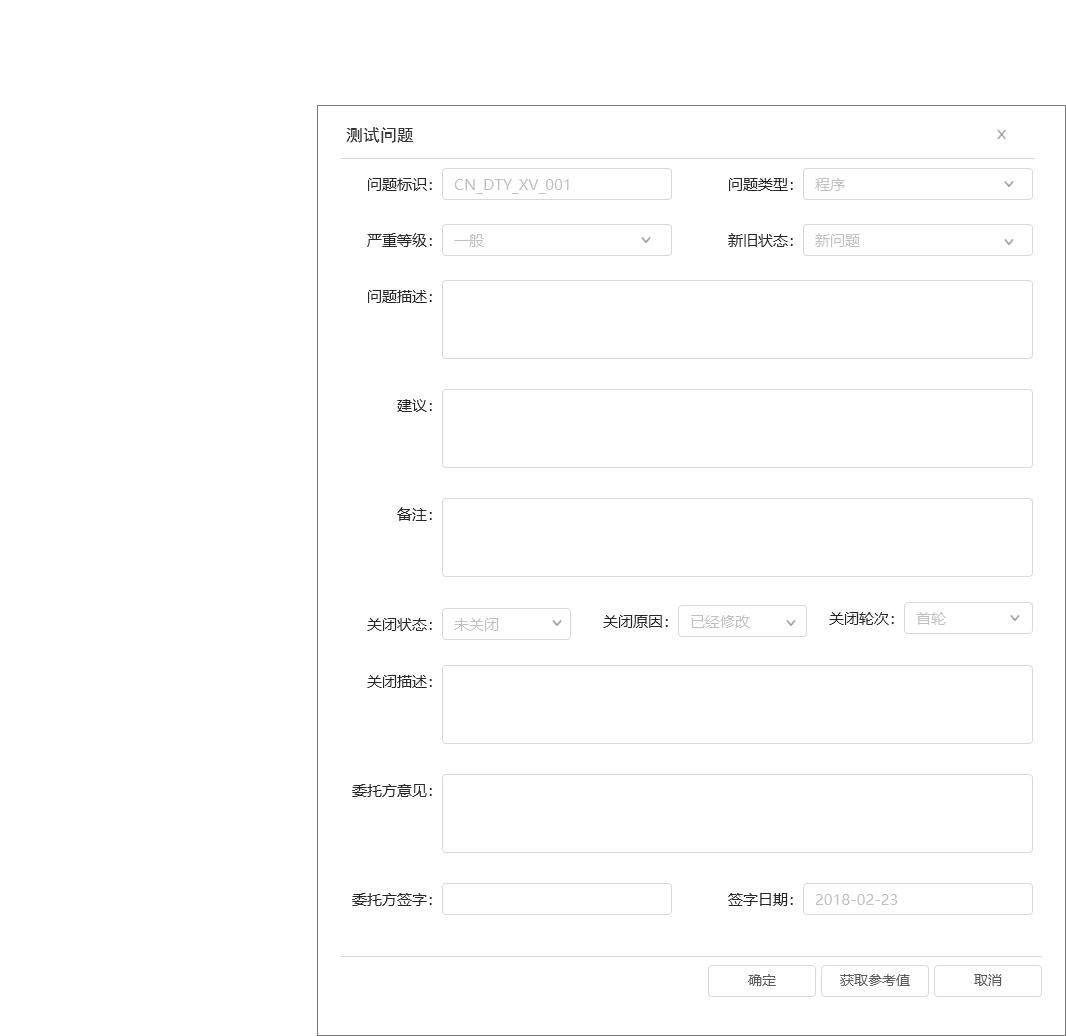 测试问题 X
问题标识: CN_DTY_XV_001 问题类型: 程序
严重等级: 一般 新旧状态: 新问题
问题描述:
建议:
备注:
关闭状态: 未关闭 关闭原因: 已经修改 关闭轮次: 首轮
关闭描述:
委托方意见:
委托方签字: 签字日期: 2018-02-23
确定 获取参考值 取消